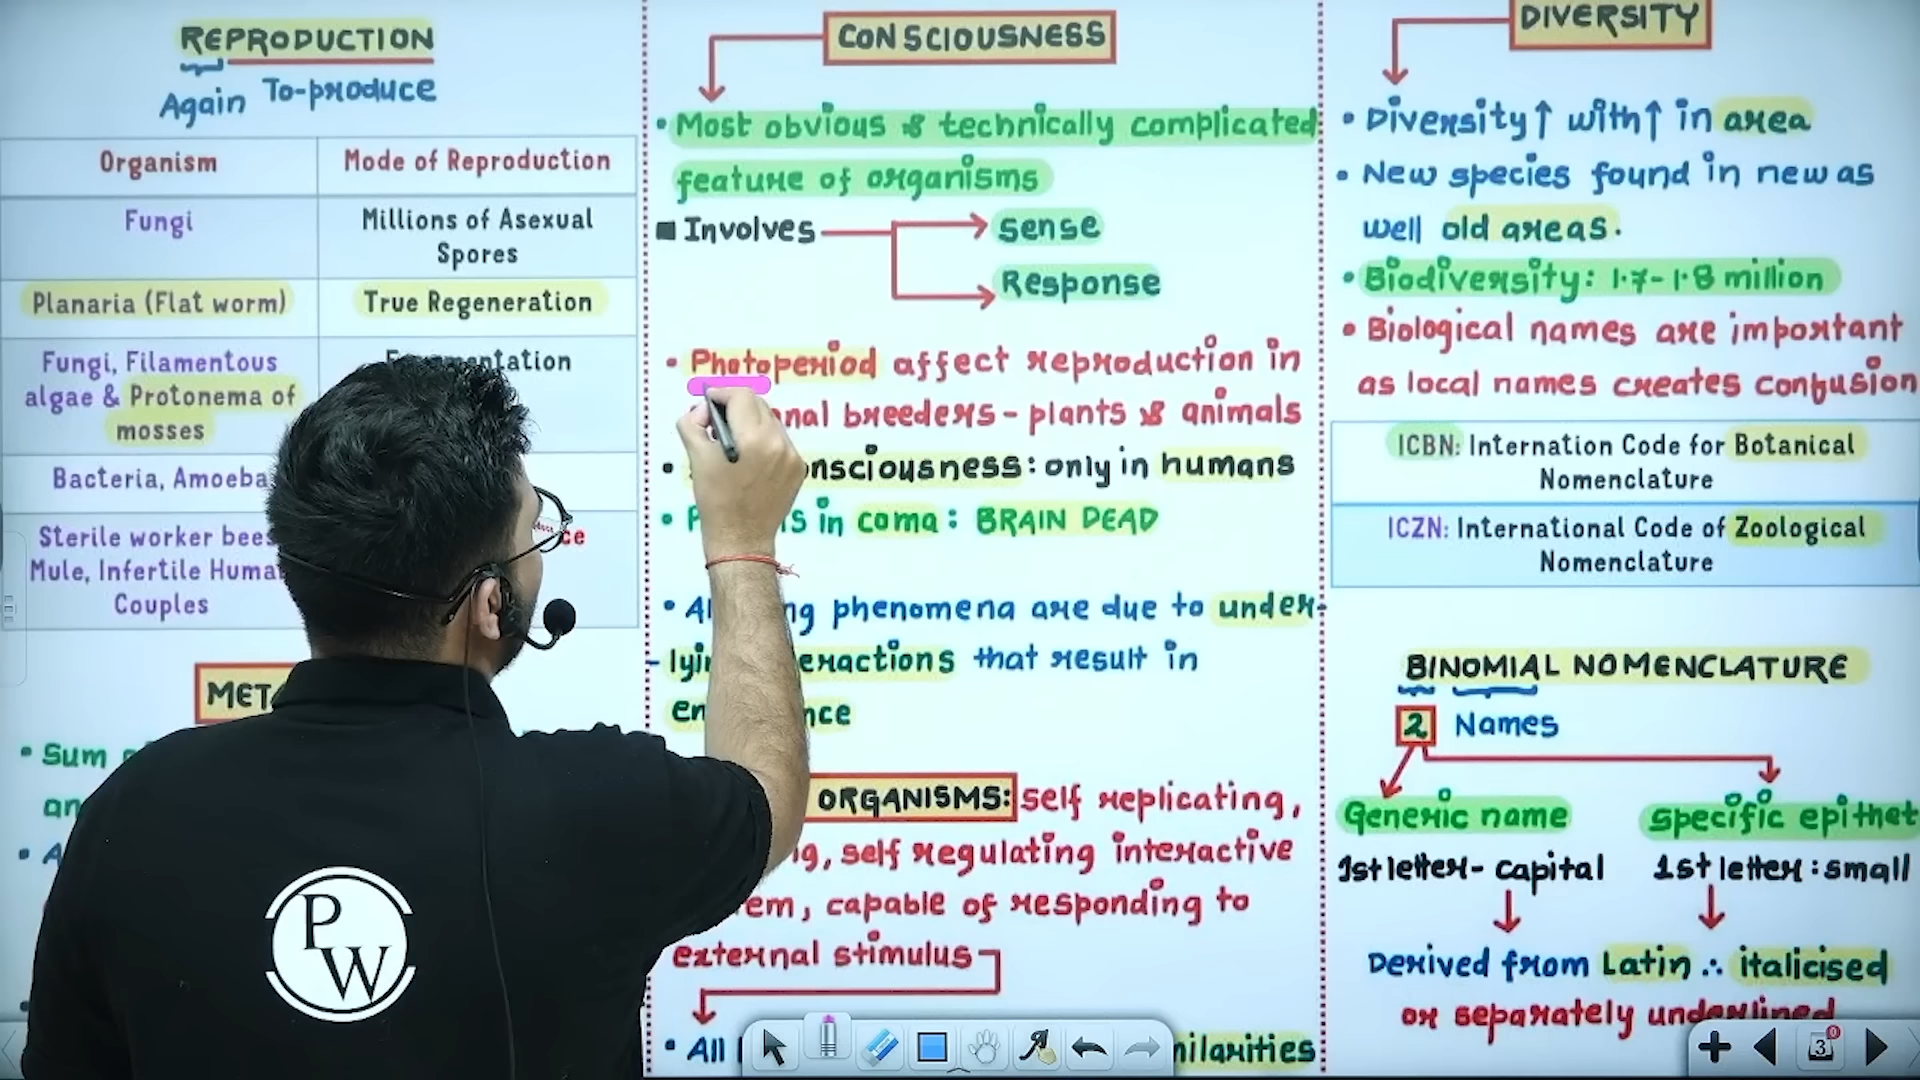 REPRODUCTION
Again To-produce
Organism
Mode of Reproduction
Fungi
Millions of Asexual
Spores
Planaria (Flat worm)
True Regeneration
Fungi, Filamentous
algae & Protonema of
mosses
Bacteria, Amoeba
Sterile worker bees
Mule, Infertile Human
Couples
ce
META
• Sum
CONSCIOUSNESS
• Most obvious & technically complicated
feature of organisms
■ Involves
sense
Response
• Photoperiod affect reproduction in
nal breeders - plants & animals
nsciousness: only in humans
in coma: BRAIN DEAD
phenomena are due to under-
eractions that result in
ORGANISMS: self replicating,
ng, self regulating interactive
em, capable of responding to
external stimulus
• All
milarities
DIVERSITY
• Diversity↑ with↑ in area
• New species found in new as
well old areas.
• Biodiversity: 1.7-1.8 million
• Biological names are important
as local names creates confusion
ICBN: Internation Code for Botanical
Nomenclature
ICZN: International Code of Zoological
Nomenclature
BINOMIAL NOMENCLATURE
2 Names
Generic name
specific epithet
1st letter- capital
1st letter: small
Derived from Latin ∴ italicised
or separately underlined
PW
3